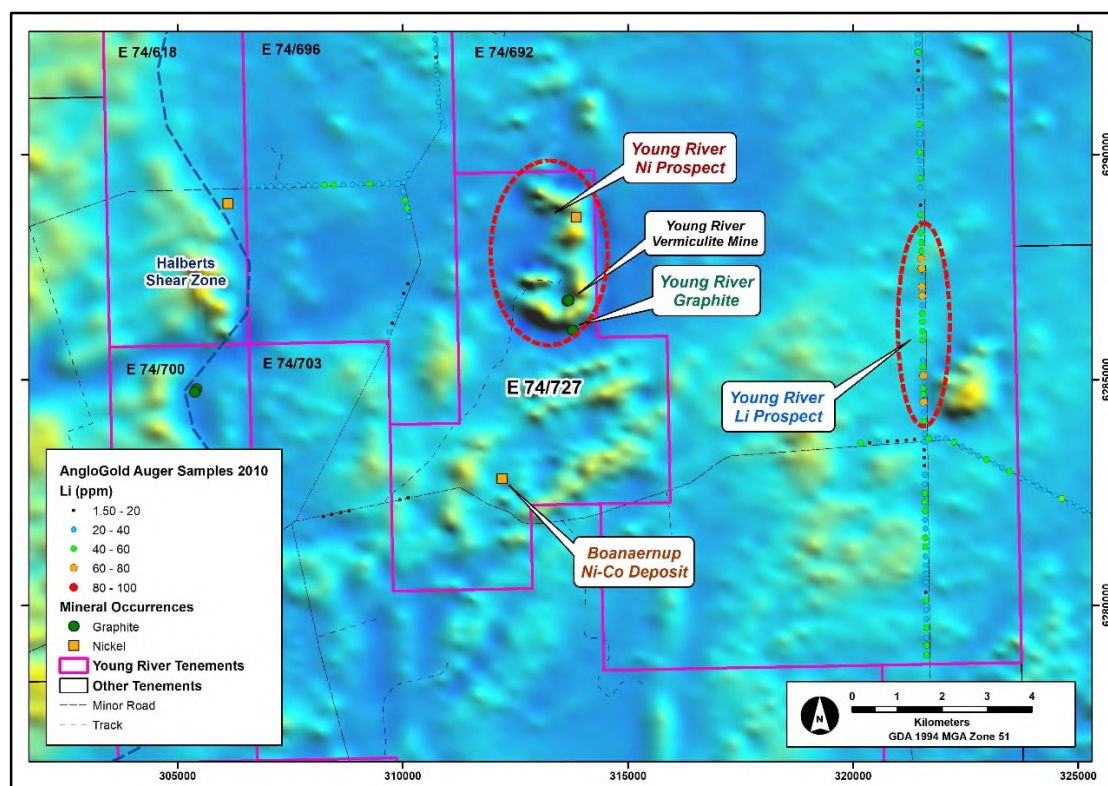 E 74/618
E 74/696
E 74/692
Young River
Ni Prospect
6290000
Young River
Vermiculite Mine
Halberts
Shear Zone
Young River
Graphite
E 74/700
E 74/703
E 74/727
Young River
Li Prospect
6285000
AngloGold Auger Samples 2010
Li (ppm)
1.50 - 20
20 - 40
40 - 60
60 - 80
80 - 100
Mineral Occurrences
Graphite
Nickel
Young River Tenements
Other Tenements
Minor Road
Track
Boanaernup
Ni-Co Deposit
6280000
N
0 1 2 3 4
Kilometers
GDA 1994 MGA Zone 51
305000
310000
315000
320000
325000